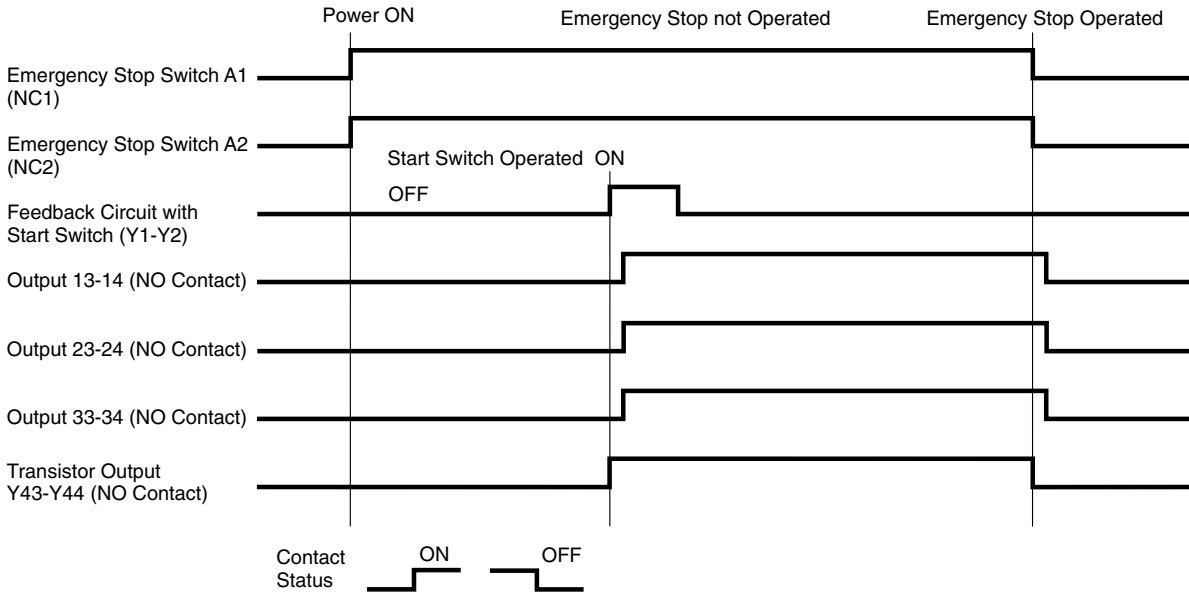 Power ON
Emergency Stop not Operated
Emergency Stop Operated
Emergency Stop Switch A1
(NC1)
Emergency Stop Switch A2
(NC2)
Start Switch Operated ON
OFF
Feedback Circuit with
Start Switch (Y1-Y2)
Output 13-14 (NO Contact)
Output 23-24 (NO Contact)
Output 33-34 (NO Contact)
Transistor Output
Y43-Y44 (NO Contact)
Contact
Status
ON
OFF